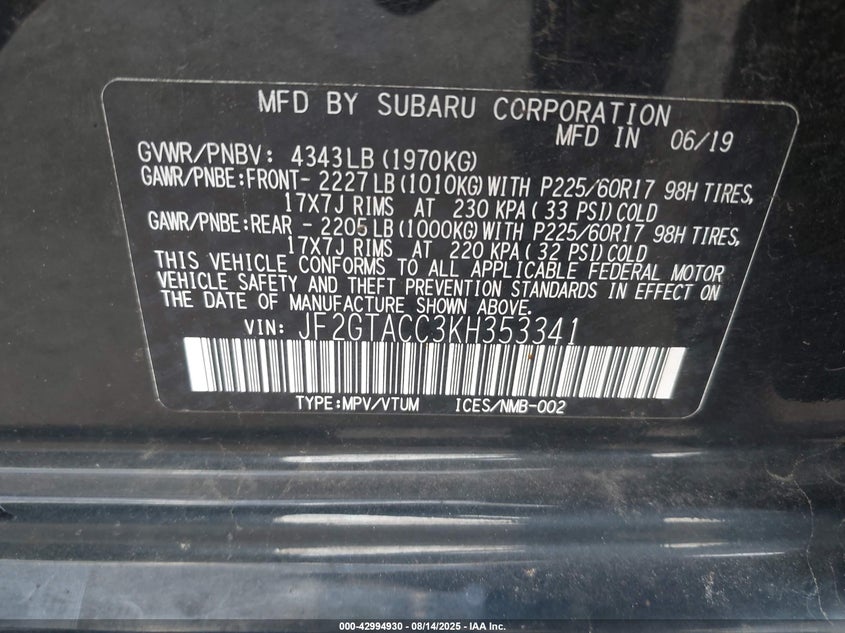 MFD BY SUBARU CORPORATION
MFD IN 06/19
GVWR/PNBV: 4343LB (1970KG)
GAWR/PNBE:FRONT- 2227LB (1010KG) WITH P225/60R17 98H TIRES,
17X7J RIMS AT 230 KPA( 33 PSI) COLD
GAWR/PNBE:REAR - 2205LB (1000KG) WITH P225/60R17 98H TIRES,
17X7J RIMS AT 220 KPA( 32 PSI) COLD
THIS VEHICLE CONFORMS TO ALL APPLICABLE FEDERAL MOTOR
VEHICLE SAFETY AND THEFT PREVENTION STANDARDS IN EFFECT ON
THE DATE OF MANUFACTURE SHOWN ABOVE.
VIN: JF2GTACC3KH353341
TYPE:MPV/VTUM ICES/NMB-002
000-42994930 - 08/14/2025 - IAA Inc.